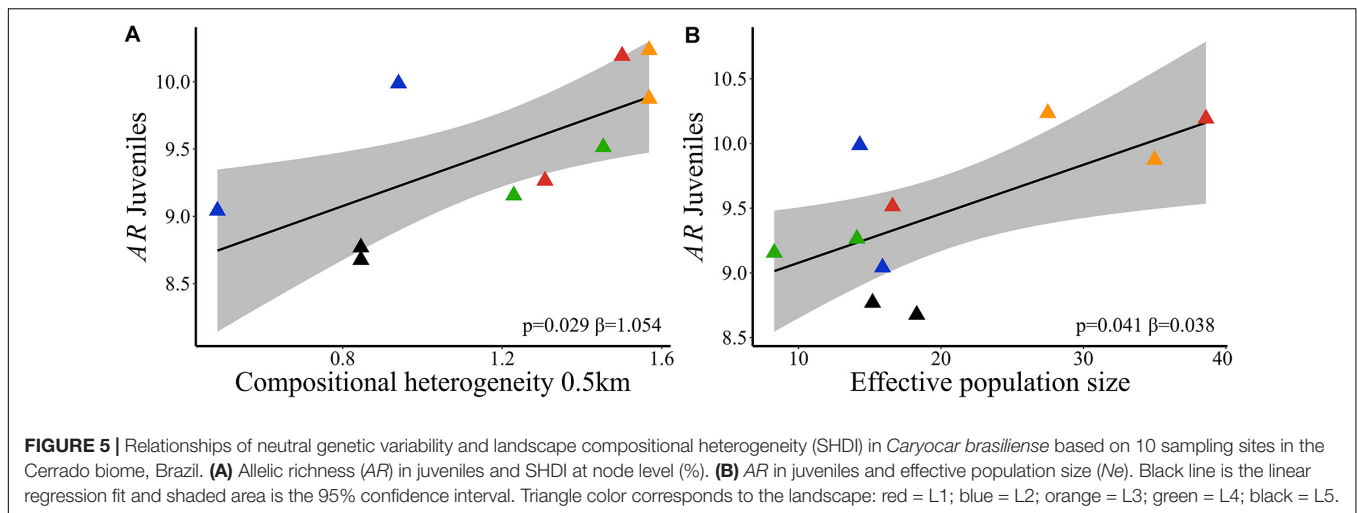 A
AR Juveniles
10.0
9.5
9.0
8.5
p=0.029 β=1.054
0.8 1.2 1.6
Compositional heterogeneity 0.5km
B
AR Juveniles
10.5
10.0
9.5
9.0
8.5
p=0.041 β=0.038
10 20 30 40
Effective population size
FIGURE 5 | Relationships of neutral genetic variability and landscape compositional heterogeneity (SHDI) in Caryocar brasiliense based on 10 sampling sites in the
Cerrado biome, Brazil. (A) Allelic richness (AR) in juveniles and SHDI at node level (%). (B) AR in juveniles and effective population size (Ne). Black line is the linear
regression fit and shaded area is the 95% confidence interval. Triangle color corresponds to the landscape: red = L1; blue = L2; orange = L3; green = L4; black = L5.